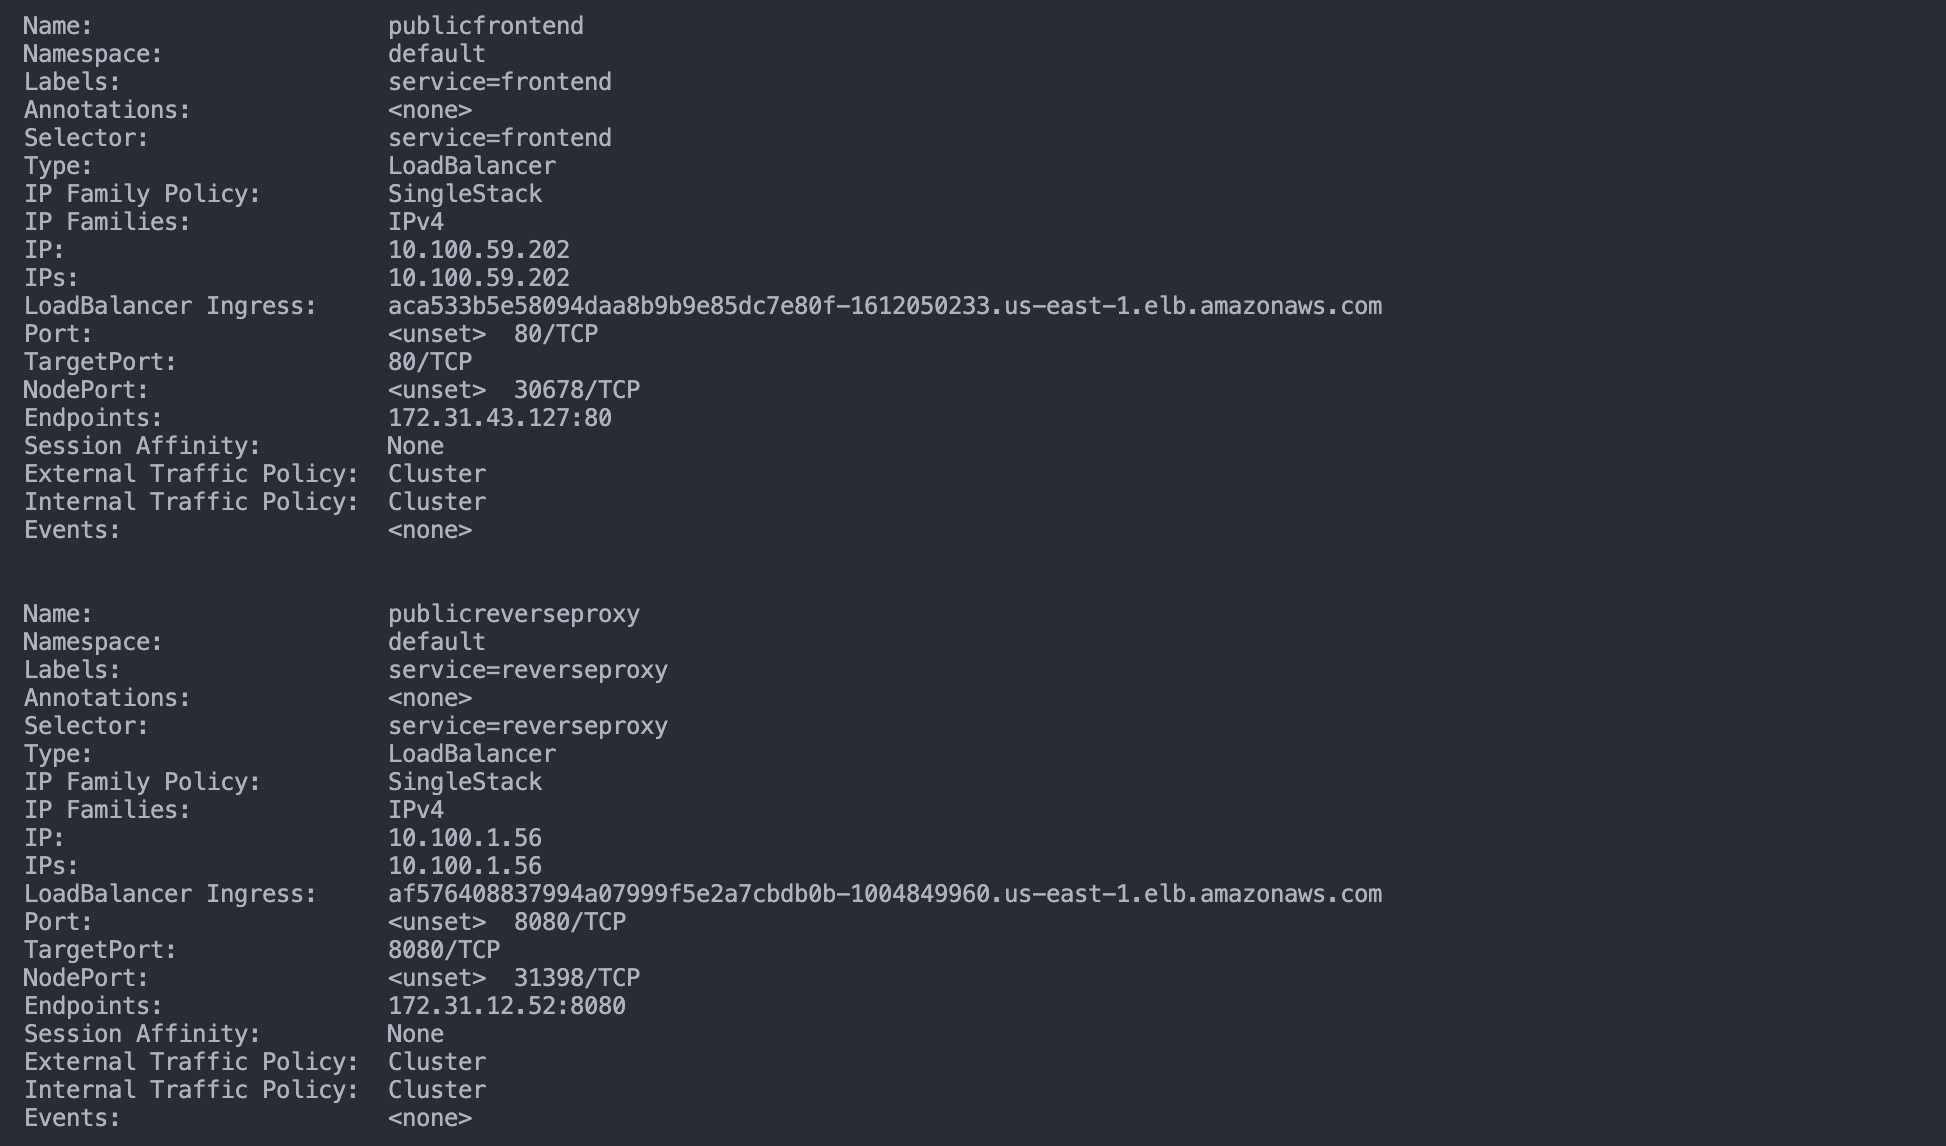 Name:                     publicfrontend
Namespace:                default
Labels:                   service=frontend
Annotations:              <none>
Selector:                 service=frontend
Type:                     LoadBalancer
IP Family Policy:         SingleStack
IP Families:              IPv4
IP:                       10.100.59.202
IPs:                      10.100.59.202
LoadBalancer Ingress:     aca533b5e58094daa8b9b9e85dc7e80f-1612050233.us-east-1.elb.amazonaws.com
Port:                     <unset>  80/TCP
TargetPort:               80/TCP
NodePort:                 <unset>  30678/TCP
Endpoints:                172.31.43.127:80
Session Affinity:         None
External Traffic Policy:  Cluster
Internal Traffic Policy:  Cluster
Events:                   <none>

Name:                     publicreverseproxy
Namespace:                default
Labels:                   service=reverseproxy
Annotations:              <none>
Selector:                 service=reverseproxy
Type:                     LoadBalancer
IP Family Policy:         SingleStack
IP Families:              IPv4
IP:                       10.100.1.56
IPs:                      10.100.1.56
LoadBalancer Ingress:     af576408837994a07999f5e2a7cbdb0b-1004849960.us-east-1.elb.amazonaws.com
Port:                     <unset>  8080/TCP
TargetPort:               8080/TCP
NodePort:                 <unset>  31398/TCP
Endpoints:                172.31.12.52:8080
Session Affinity:         None
External Traffic Policy:  Cluster
Internal Traffic Policy:  Cluster
Events:                   <none>